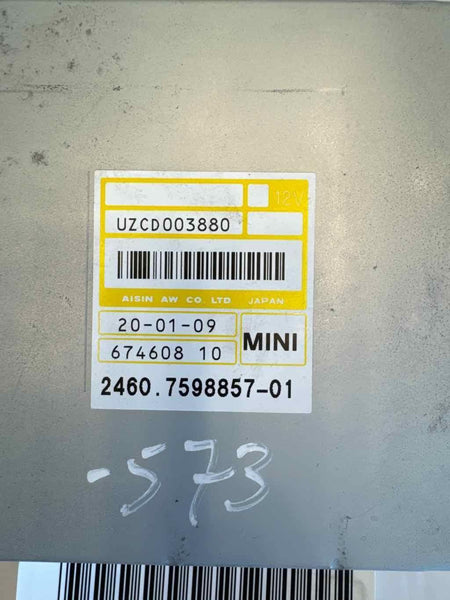 12V
UZCD003880
AISIN AW CO. LTD JAPAN
20-01-09
674608 10
MINI
2460.7598857-01
-573